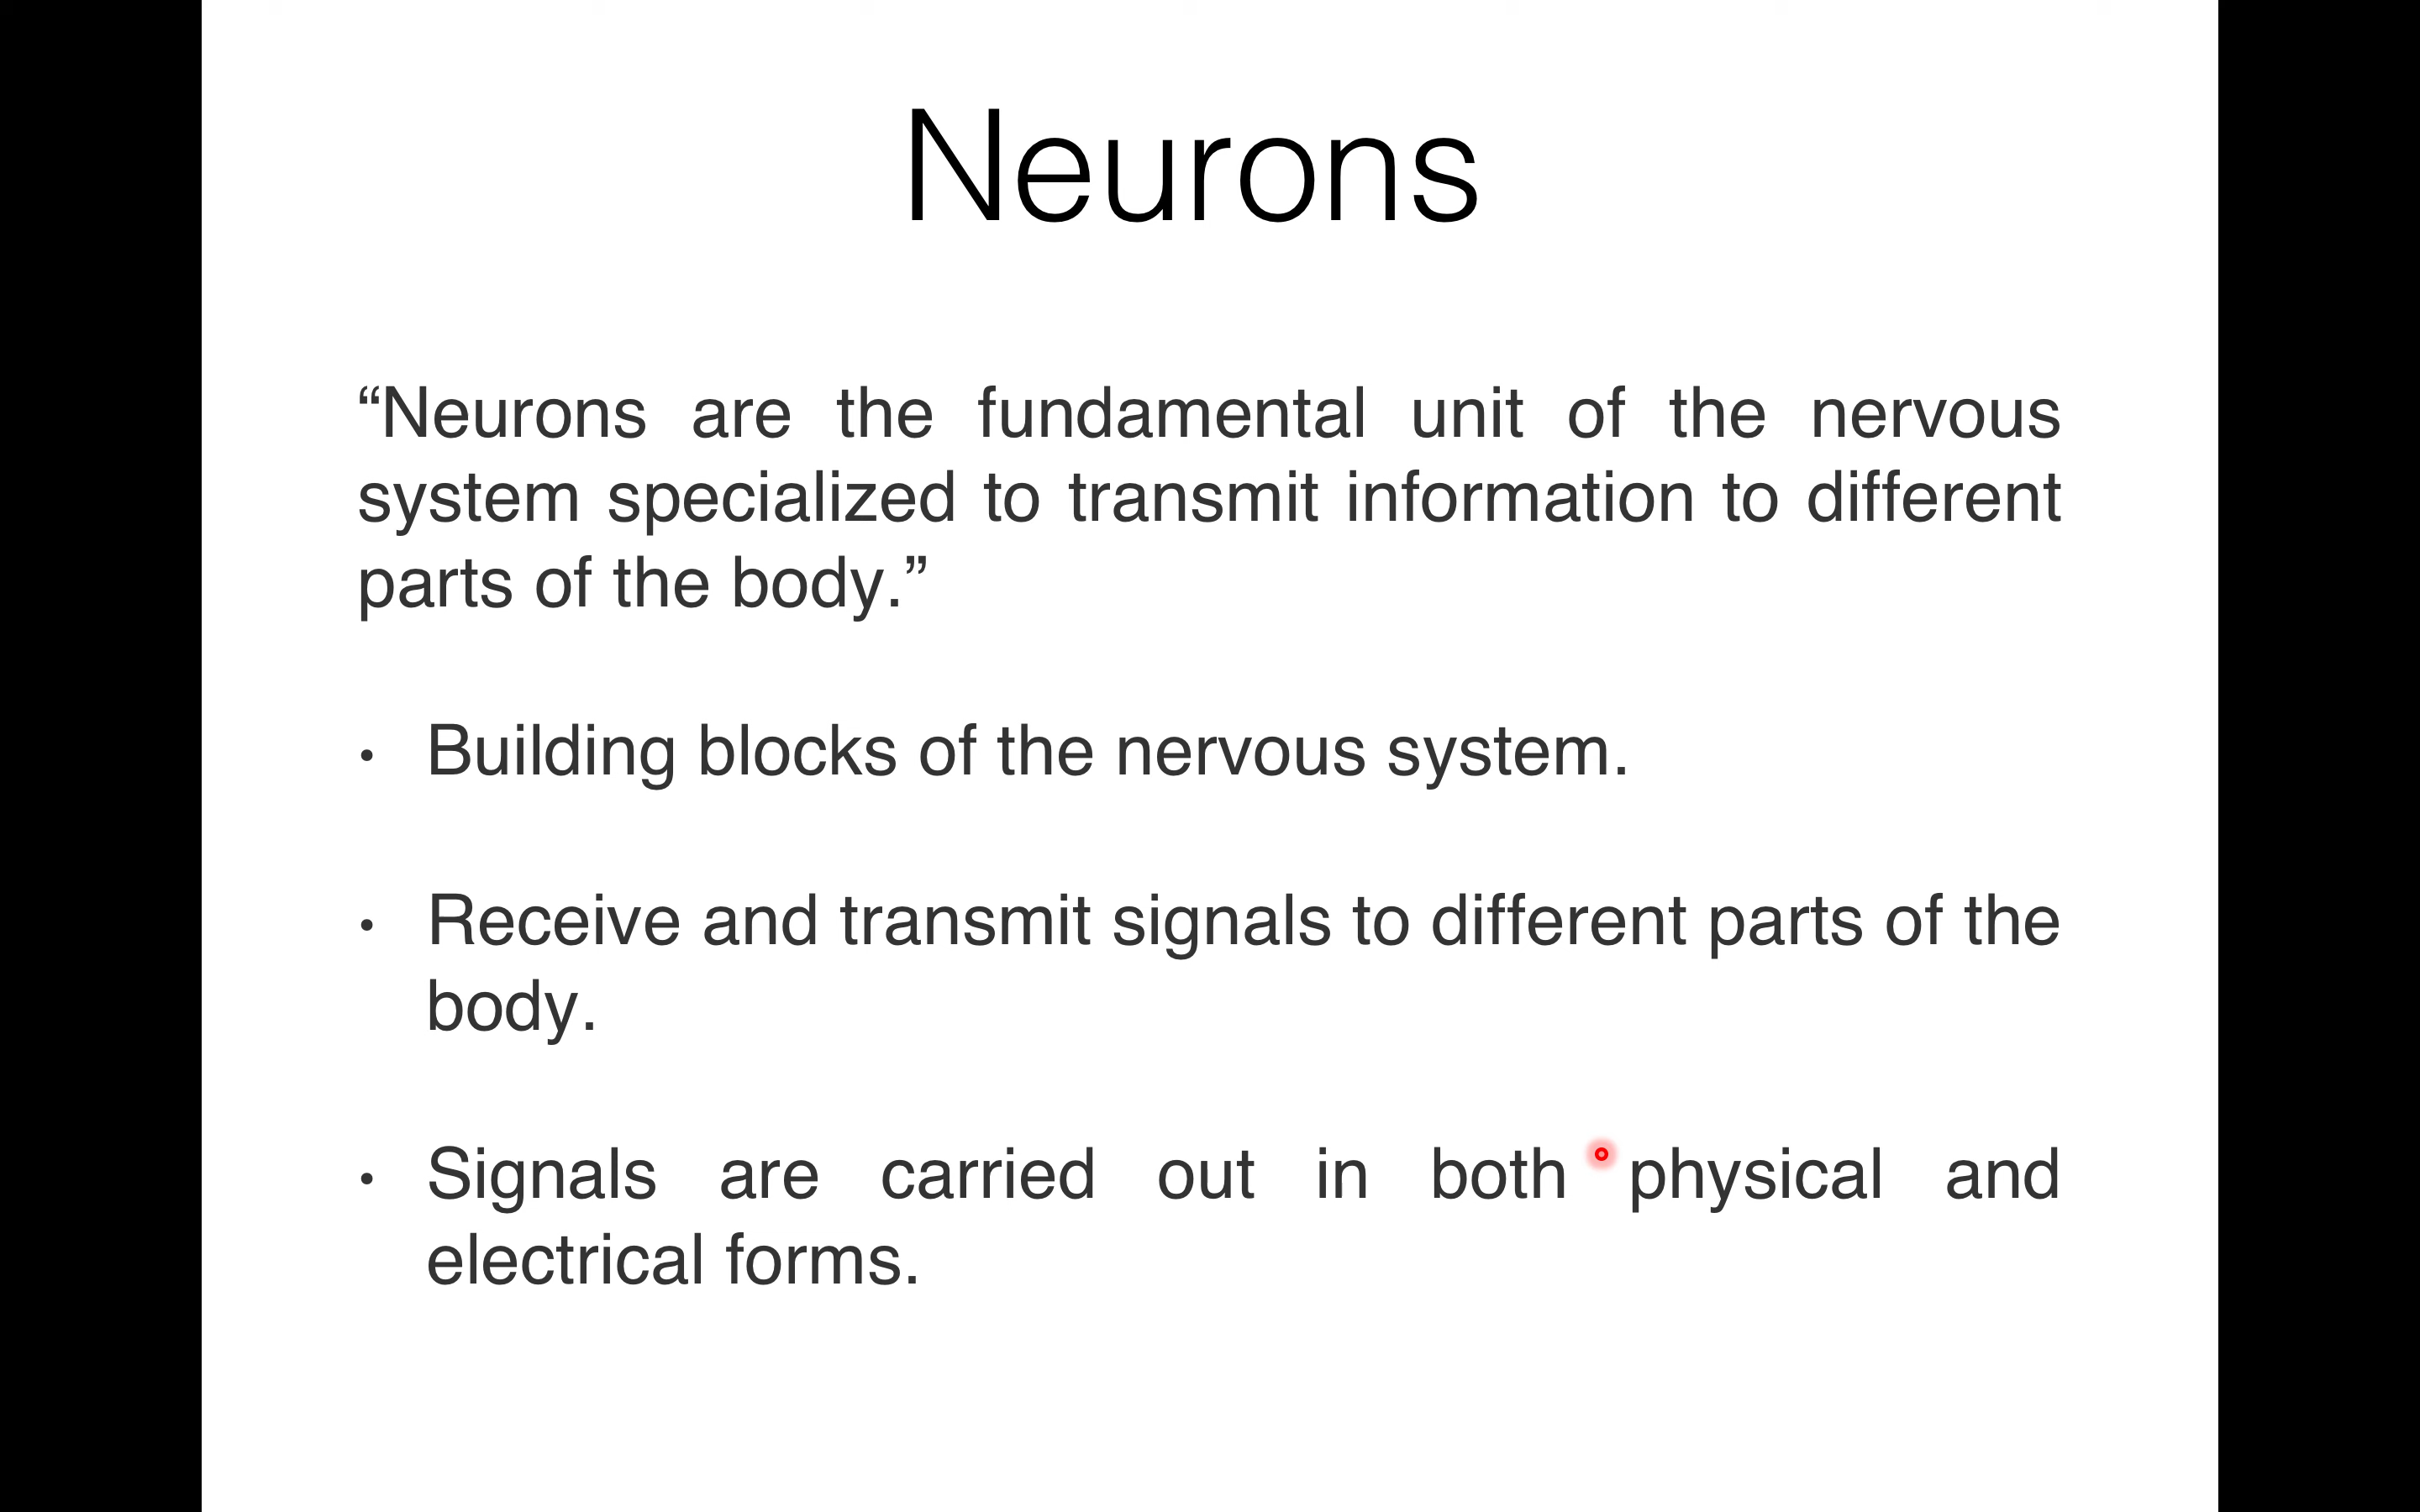 Neurons
“Neurons are the fundamental unit of the nervous
system specialized to transmit information to different
parts of the body.”
• Building blocks of the nervous system.
• Receive and transmit signals to different parts of the
body.
• Signals are carried out in both physical and
electrical forms.